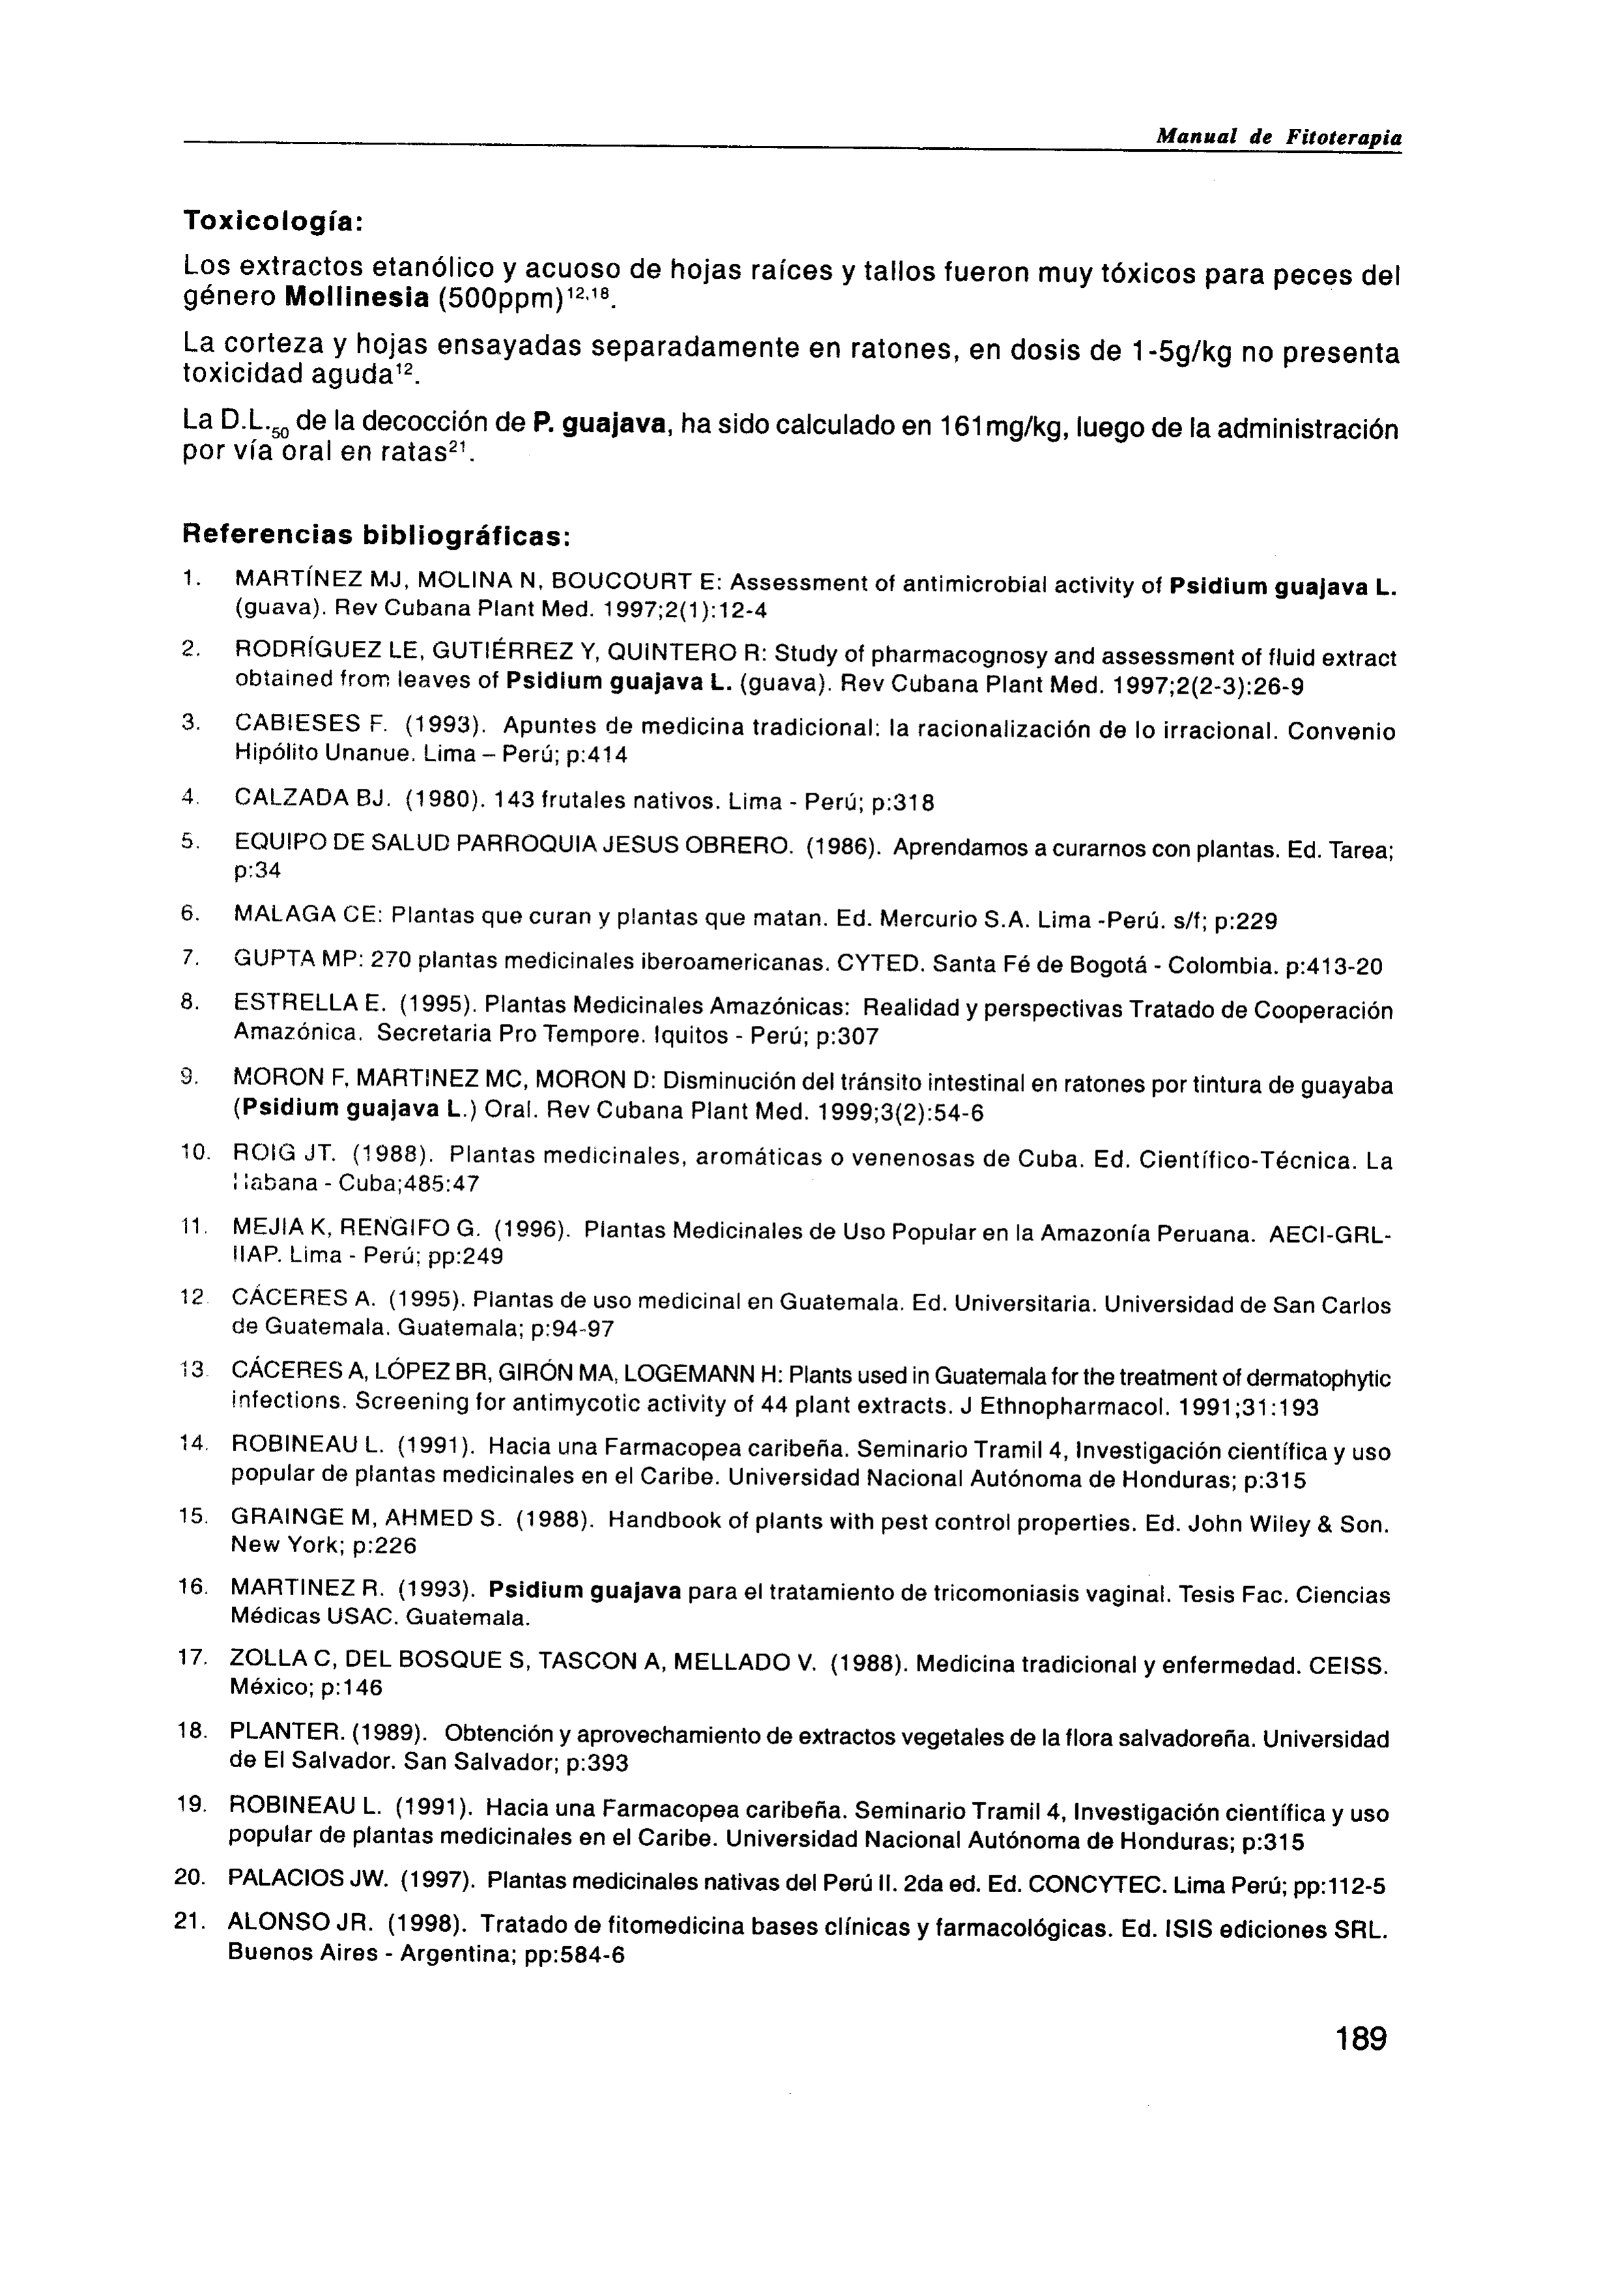 Manual de Fitoterapia
Toxicología:
Los extractos etanólico y acuoso de hojas raíces y tallos fueron muy tóxicos para peces del
género Mollinesia (500ppm)¹²,¹⁸.
La corteza y hojas ensayadas separadamente en ratones, en dosis de 1-5g/kg no presenta
toxicidad aguda¹².
La D.L.₅₀ de la decocción de P. guajava, ha sido calculado en 161mg/kg, luego de la administración
por vía oral en ratas²¹.
Referencias bibliográficas:
1. MARTÍNEZ MJ, MOLINA N, BOUCOURT E: Assessment of antimicrobial activity of Psidium guajava L.
(guava). Rev Cubana Plant Med. 1997;2(1):12-4
2. RODRÍGUEZ LE, GUTIÉRREZ Y, QUINTERO R: Study of pharmacognosy and assessment of fluid extract
obtained from leaves of Psidium guajava L. (guava). Rev Cubana Plant Med. 1997;2(2-3):26-9
3. CABIESES F. (1993). Apuntes de medicina tradicional: la racionalización de lo irracional. Convenio
Hipólito Unanue. Lima – Perú; p:414
4. CALZADA BJ. (1980). 143 frutales nativos. Lima - Perú; p:318
5. EQUIPO DE SALUD PARROQUIA JESUS OBRERO. (1986). Aprendamos a curarnos con plantas. Ed. Tarea;
p:34
6. MALAGA CE: Plantas que curan y plantas que matan. Ed. Mercurio S.A. Lima -Perú. s/f; p:229
7. GUPTA MP: 270 plantas medicinales iberoamericanas. CYTED. Santa Fé de Bogotá - Colombia. p:413-20
8. ESTRELLA E. (1995). Plantas Medicinales Amazónicas: Realidad y perspectivas Tratado de Cooperación
Amazónica. Secretaria Pro Tempore. Iquitos - Perú; p:307
9. MORON F, MARTINEZ MC, MORON D: Disminución del tránsito intestinal en ratones por tintura de guayaba
(Psidium guajava L.) Oral. Rev Cubana Plant Med. 1999;3(2):54-6
10. ROIG JT. (1988). Plantas medicinales, aromáticas o venenosas de Cuba. Ed. Científico-Técnica. La
Habana - Cuba;485:47
11. MEJIA K, RENGIFO G. (1996). Plantas Medicinales de Uso Popular en la Amazonía Peruana. AECI-GRL-
IIAP. Lima - Perú; pp:249
12. CÁCERES A. (1995). Plantas de uso medicinal en Guatemala. Ed. Universitaria. Universidad de San Carlos
de Guatemala. Guatemala; p:94-97
13. CÁCERES A, LÓPEZ BR, GIRÓN MA, LOGEMANN H: Plants used in Guatemala for the treatment of dermatophytic
infections. Screening for antimycotic activity of 44 plant extracts. J Ethnopharmacol. 1991;31:193
14. ROBINEAU L. (1991). Hacia una Farmacopea caribeña. Seminario Tramil 4, Investigación científica y uso
popular de plantas medicinales en el Caribe. Universidad Nacional Autónoma de Honduras; p:315
15. GRAINGE M, AHMED S. (1988). Handbook of plants with pest control properties. Ed. John Wiley & Son.
New York; p:226
16. MARTINEZ R. (1993). Psidium guajava para el tratamiento de tricomoniasis vaginal. Tesis Fac. Ciencias
Médicas USAC. Guatemala.
17. ZOLLA C, DEL BOSQUE S, TASCON A, MELLADO V. (1988). Medicina tradicional y enfermedad. CEISS.
México; p:146
18. PLANTER. (1989). Obtención y aprovechamiento de extractos vegetales de la flora salvadoreña. Universidad
de El Salvador. San Salvador; p:393
19. ROBINEAU L. (1991). Hacia una Farmacopea caribeña. Seminario Tramil 4, Investigación científica y uso
popular de plantas medicinales en el Caribe. Universidad Nacional Autónoma de Honduras; p:315
20. PALACIOS JW. (1997). Plantas medicinales nativas del Perú II. 2da ed. Ed. CONCYTEC. Lima Perú; pp:112-5
21. ALONSO JR. (1998). Tratado de fitomedicina bases clínicas y farmacológicas. Ed. ISIS ediciones SRL.
Buenos Aires - Argentina; pp:584-6
189